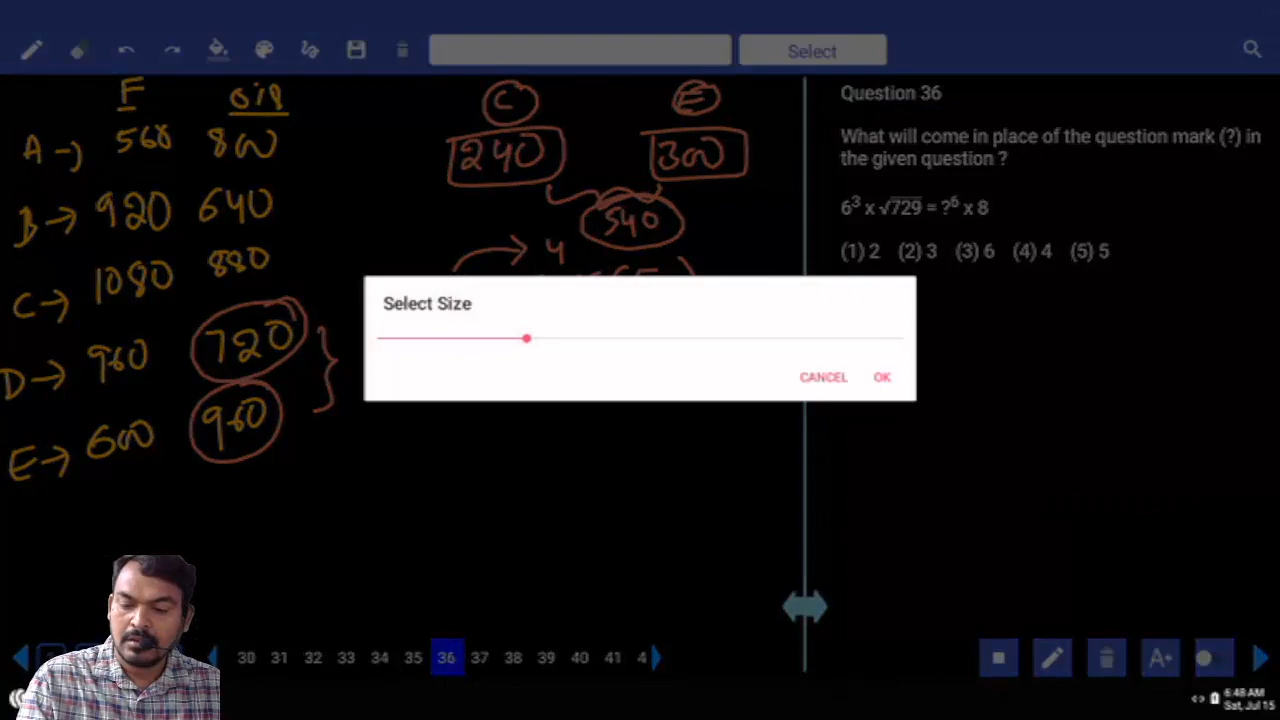 Select
F oig
A → 560 800
B → 920 640
C → 1080 880
D → 960 720
E → 600 960
C E
240 300
540
4
Question 36
What will come in place of the question mark (?) in
the given question ?
6³ x √729 = ?⁶ x 8
(1) 2 (2) 3 (3) 6 (4) 4 (5) 5
Select Size
CANCEL OK
30 31 32 33 34 35 36 37 38 39 40 41 4
A+
6:48 AM
Sat, Jul 15